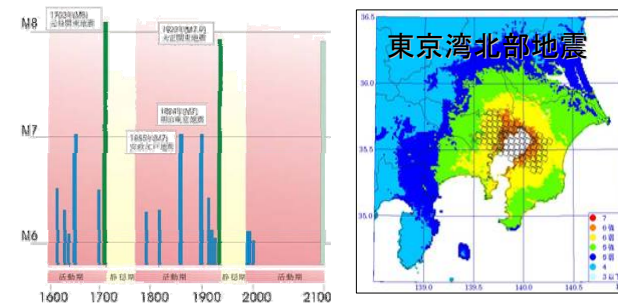 M8
M7
M6
1703年(M8)
元禄関東地震
1923年(M7.9)
大正関東地震
1894年(M7)
明治東京地震
1855年(M7)
安政江戸地震
活動期
静穏期
活動期
静穏期
活動期
1600 1700 1800 1900 2000 2100
東京湾北部地震
36.5
36.0
35.5
35.0
139.0 139.5 140.0 140.5
7
6強
6弱
5強
5弱
4
3以下